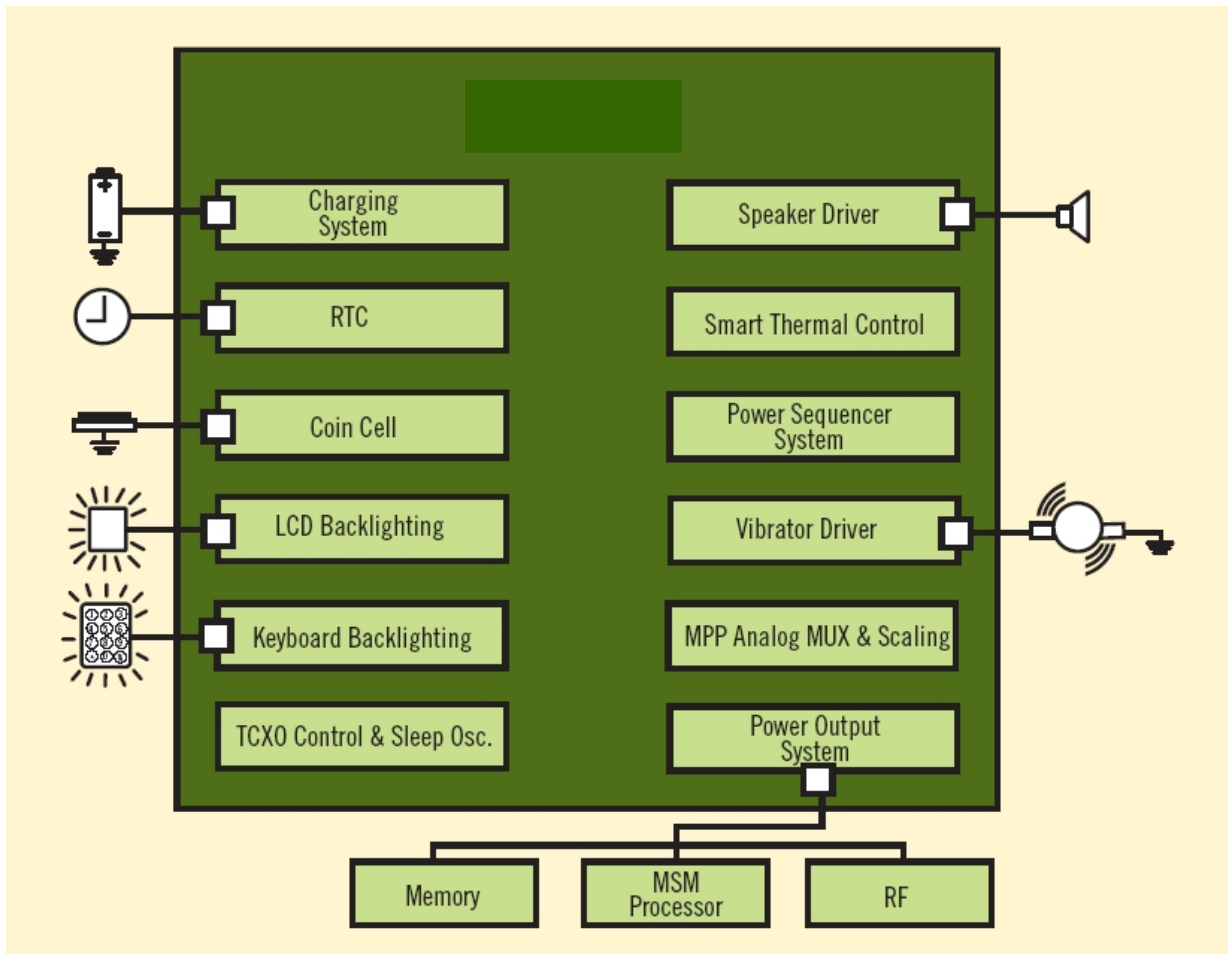 Charging
System
Speaker Driver
RTC
Smart Thermal Control
Coin Cell
Power Sequencer
System
LCD Backlighting
Vibrator Driver
Keyboard Backlighting
MPP Analog MUX & Scaling
TCXO Control & Sleep Osc.
Power Output
System
Memory
MSM
Processor
RF